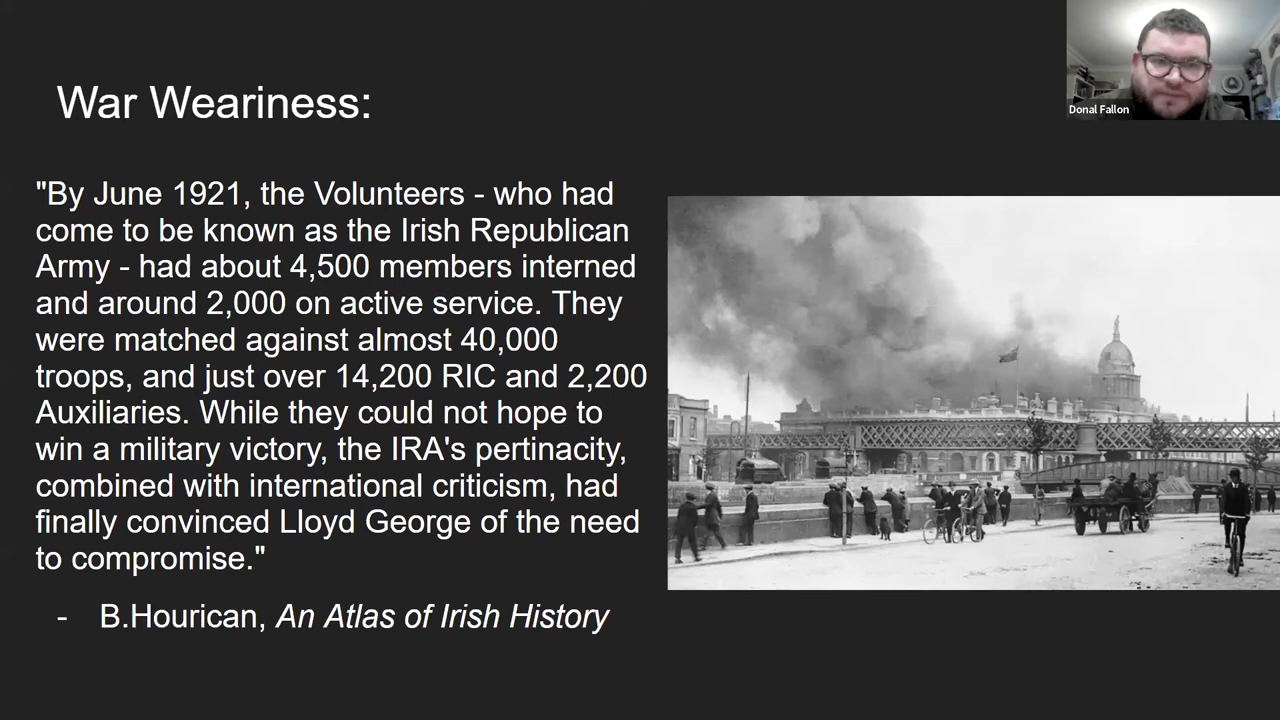 Donal Fallon
War Weariness:
"By June 1921, the Volunteers - who had
come to be known as the Irish Republican
Army - had about 4,500 members interned
and around 2,000 on active service. They
were matched against almost 40,000
troops, and just over 14,200 RIC and 2,200
Auxiliaries. While they could not hope to
win a military victory, the IRA's pertinacity,
combined with international criticism, had
finally convinced Lloyd George of the need
to compromise."
- B.Hourican, An Atlas of Irish History